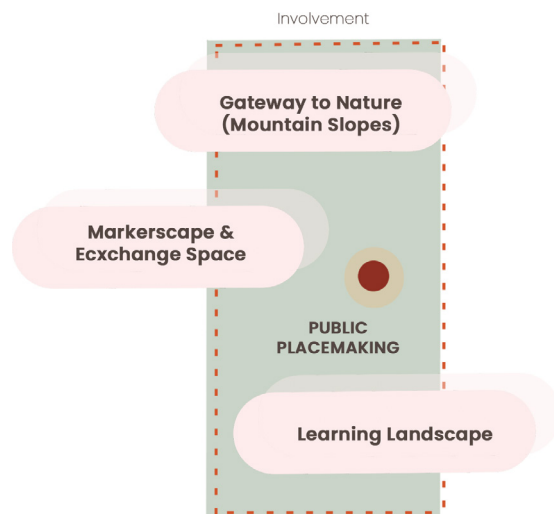 Involvement
Gateway to Nature
(Mountain Slopes)
Markerscape &
Ecxchange Space
PUBLIC
PLACEMAKING
Learning Landscape